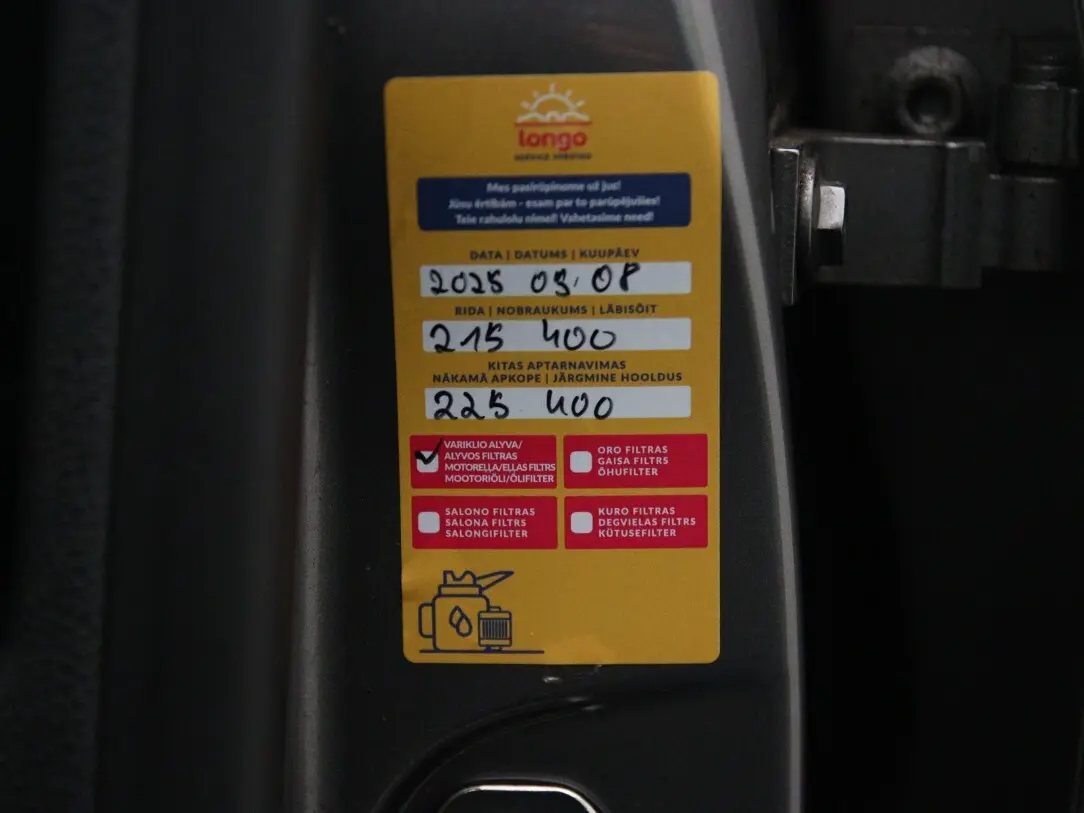 longo
Mes pasirūpinome už jus!
Jūsu ērtībām - esam par to parūpējušies!
Teie rahulolu nimel! Vahetasime need!
DATA | DATUMS | KUUPÄEV
2025 03. 08
RIDA | NOBRAUKUMS | LÄBISÕIT
215 400
KITAS APTARNAVIMAS
NĀKAMĀ APKOPE | JÄRGMINE HOOLDUS
225 400
VARIKLIO ALYVA/
ALYVOS FILTRAS
MOTOREĻĻA/EĻĻAS FILTRS
MOOTORIÕLI/ÕLIFILTER
ORO FILTRAS
GAISA FILTRS
ÕHUFILTER
SALONO FILTRAS
SALONA FILTRS
SALONGIFILTER
KURO FILTRAS
DEGVIELAS FILTRS
KÜTUSEFILTER